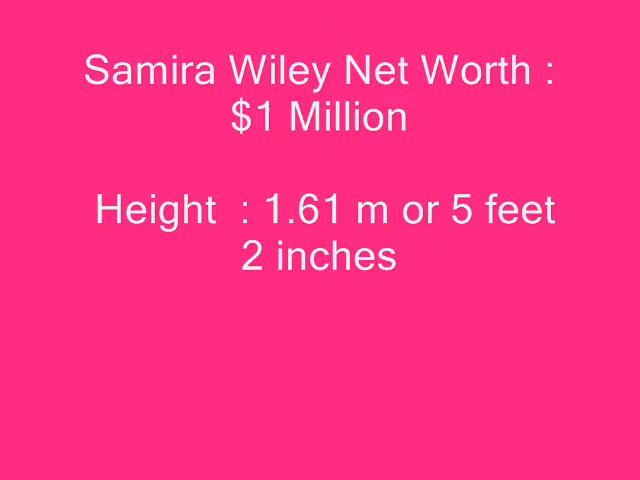 Samira Wiley Net Worth :
$1 Million
Height  : 1.61 m or 5 feet
2 inches